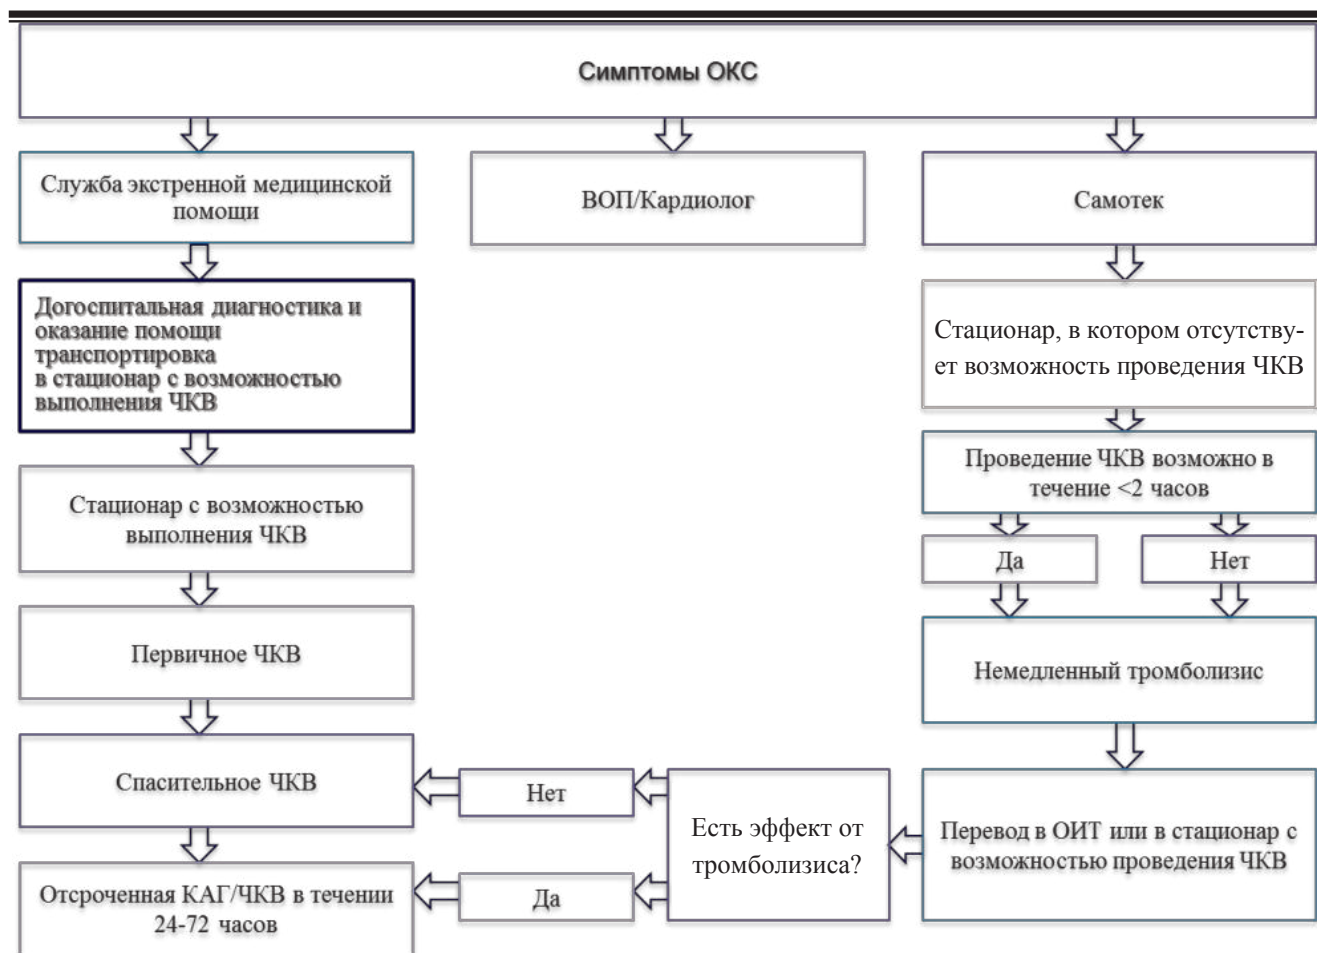 Симптомы ОКС
Служба экстренной медицинской
помощи
ВОП/Кардиолог
Самотек
Догоспитальная диагностика и
оказание помощи
транспортировка
в стационар с возможностью
выполнения ЧКВ
Стационар, в котором отсутству-
ет возможность проведения ЧКВ
Стационар с возможностью
выполнения ЧКВ
Проведение ЧКВ возможно в
течение <2 часов
Да
Нет
Первичное ЧКВ
Немедленный тромболизис
Спасительное ЧКВ
Нет
Есть эффект от
тромболизиса?
Перевод в ОИТ или в стационар с
возможностью проведения ЧКВ
Отсроченная КАГ/ЧКВ в течении
24-72 часов
Да